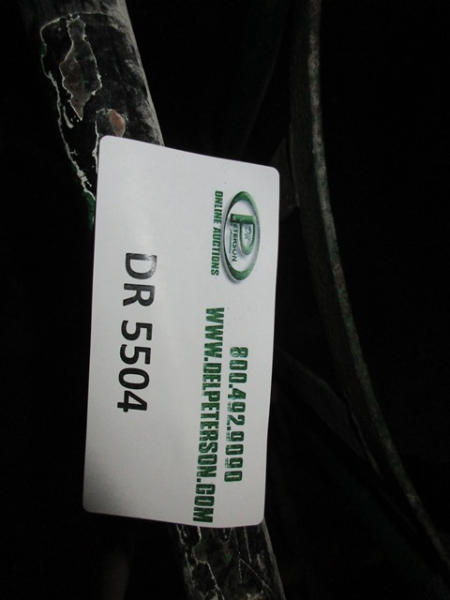 PETERSON
ONLINE AUCTIONS
800.492.9090
WWW.DELPETERSON.COM
DR 5504